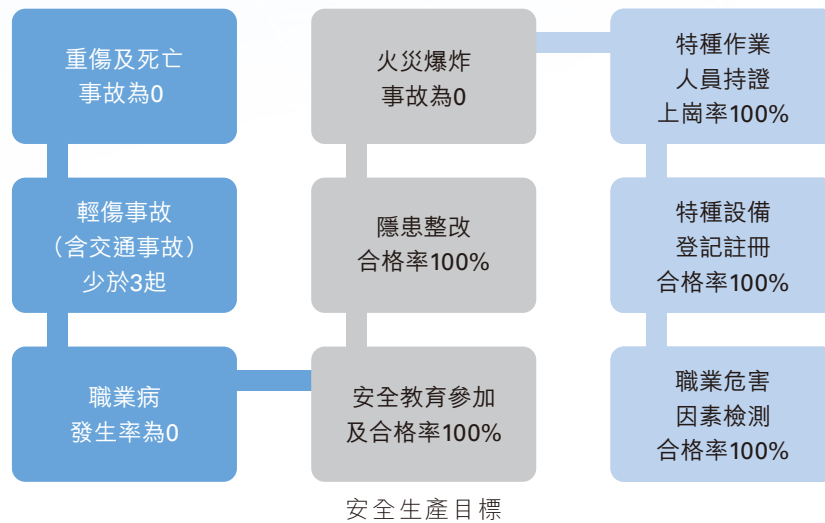 重傷及死亡
事故為0
輕傷事故
（含交通事故）
少於3起
職業病
發生率為0
安全教育參加
及合格率100%
隱患整改
合格率100%
火災爆炸
事故為0
特種作業
人員持證
上崗率100%
特種設備
登記註冊
合格率100%
職業危害
因素檢測
合格率100%
安全生產目標